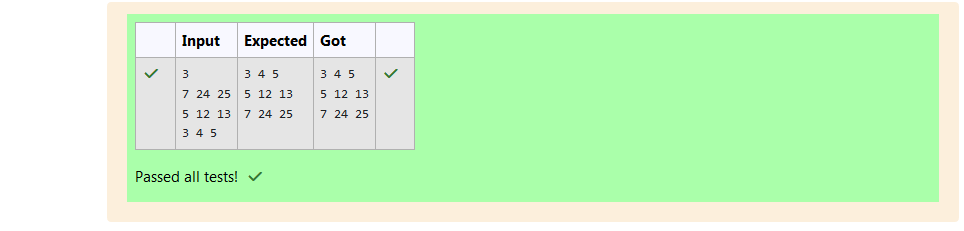 Input Expected Got
3 3 4 5 3 4 5
7 24 25 5 12 13 5 12 13
5 12 13 7 24 25 7 24 25
3 4 5
Passed all tests!